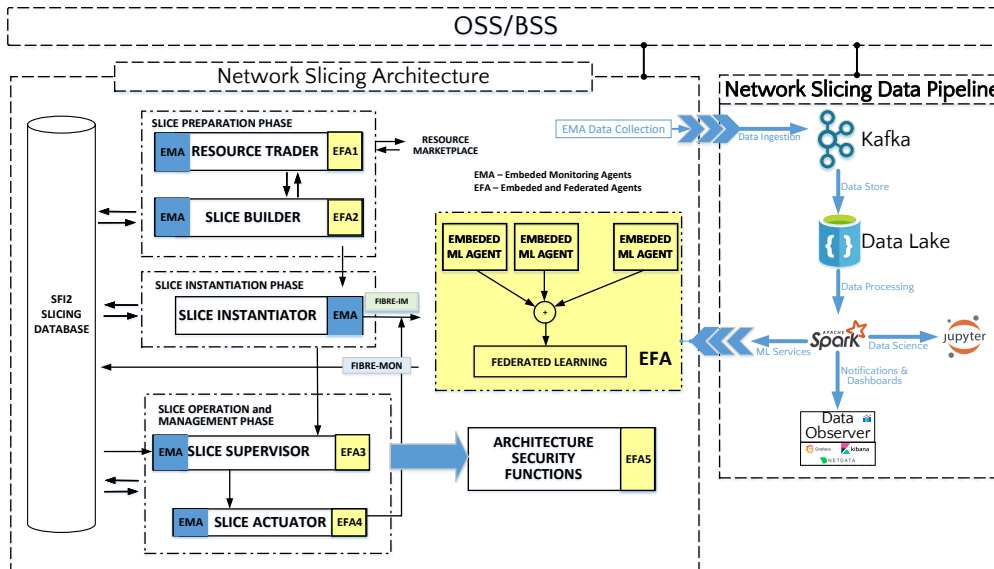 OSS/BSS
Network Slicing Architecture
Network Slicing Data Pipeline
SLICE PREPARATION PHASE
EMA
RESOURCE TRADER
EFA1
RESOURCE
MARKETPLACE
EMA
SLICE BUILDER
EFA2
SLICE INSTANTIATION PHASE
SLICE INSTANTIATOR
EMA
FIBRE-IM
FIBRE-MON
SFI2
SLICING
DATABASE
SLICE OPERATION and
MANAGEMENT PHASE
EMA
SLICE SUPERVISOR
EFA3
EMA
SLICE ACTUATOR
EFA4
ARCHITECTURE
SECURITY
FUNCTIONS
EFA5
EMA – Embeded Monitoring Agents
EFA – Embeded and Federated Agents
EMBEDED
ML AGENT
EMBEDED
ML AGENT
EMBEDED
ML AGENT
+
FEDERATED LEARNING
EFA
EMA Data Collection
Data Ingestion
Kafka
Data Store
{ }
Data Lake
Data Processing
APACHE
Spark
ML Services
Data Science
jupyter
Notifications &
Dashboards
Data
Observer
Grafana
kibana
NETDATA